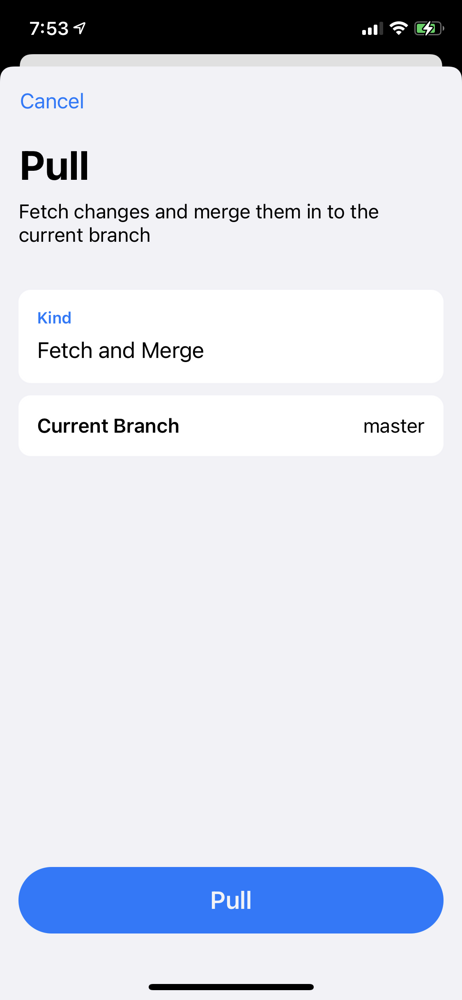 7:53
Cancel
Pull
Fetch changes and merge them in to the
current branch
Kind
Fetch and Merge
Current Branch master
Pull